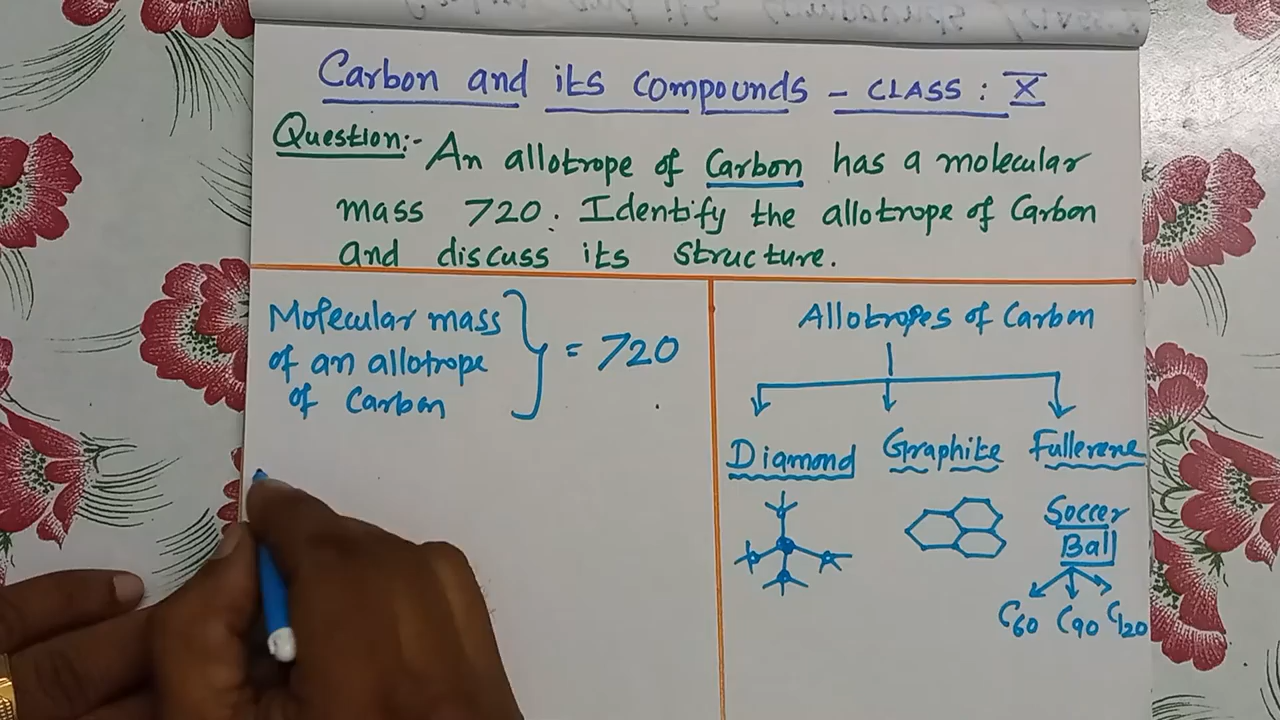 Carbon and its Compounds - CLASS : X
Question:- An allotrope of Carbon has a molecular
mass 720. Identify the allotrope of Carbon
and discuss its structure.
Molecular mass
of an allotrope
of Carbon
= 720
Allotropes of Carbon
Diamond Graphite Fullerene
Soccer
Ball
C60 C90 C120